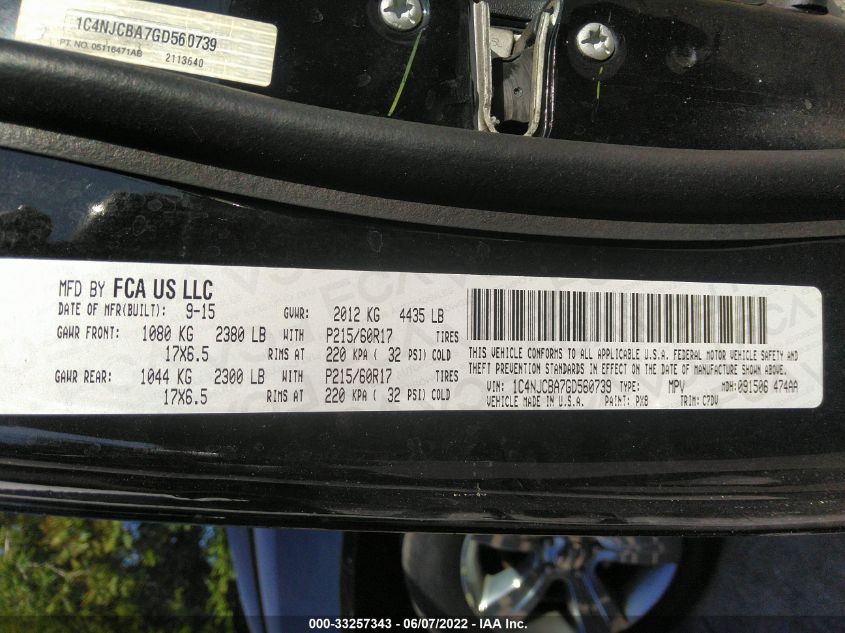 1C4NJCBA7GD560739
PT. NO. 05116471AB 2113640
MFD BY FCA US LLC
DATE OF MFR(BUILT): 9-15 GVWR: 2012 KG 4435 LB
GAWR FRONT: 1080 KG 2380 LB WITH P215/60R17 TIRES
17X6.5 RIMS AT 220 KPA ( 32 PSI) COLD
GAWR REAR: 1044 KG 2300 LB WITH P215/60R17 TIRES
17X6.5 RIMS AT 220 KPA ( 32 PSI) COLD
THIS VEHICLE CONFORMS TO ALL APPLICABLE U.S.A. FEDERAL MOTOR VEHICLE SAFETY AND
THEFT PREVENTION STANDARDS IN EFFECT ON THE DATE OF MANUFACTURE SHOWN ABOVE.
VIN: 1C4NJCBA7GD560739 TYPE: MPV MDH: 091506 474AA
VEHICLE MADE IN U.S.A. PAINT: PX8 TRIM: C7DV
000-33257343 - 06/07/2022 - IAA Inc.